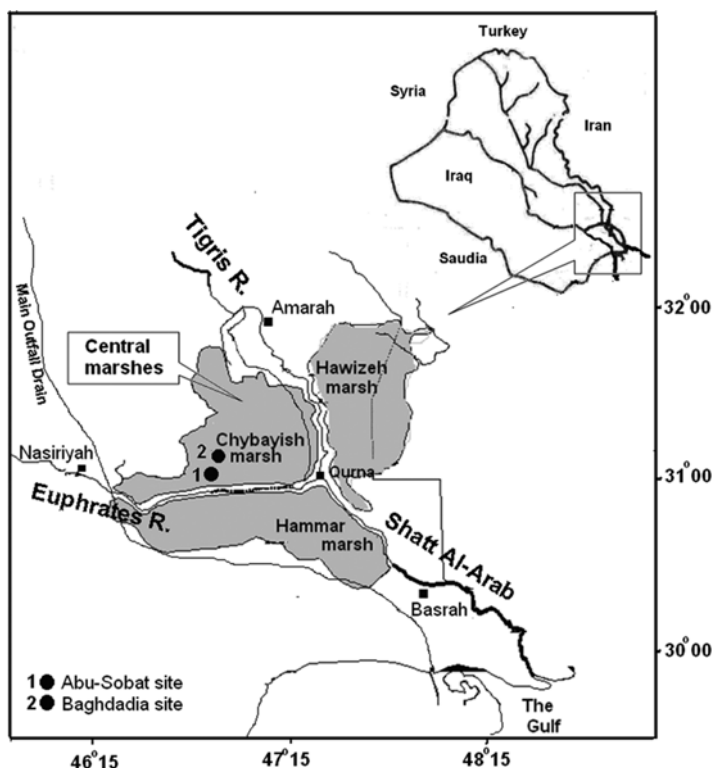 Turkey
Syria
Iran
Iraq
Saudia
Tigris R.
Amarah
32°00
Main Outfall Drain
Central
marshes
Hawizeh
marsh
Nasiriyah
2
Chybayish
marsh
1
Qurna
31°00
Euphrates R.
Hammar
marsh
Shatt Al-Arab
Basrah
30°00
1 Abu-Sobat site
2 Baghdadia site
The
Gulf
46°15
47°15
48°15